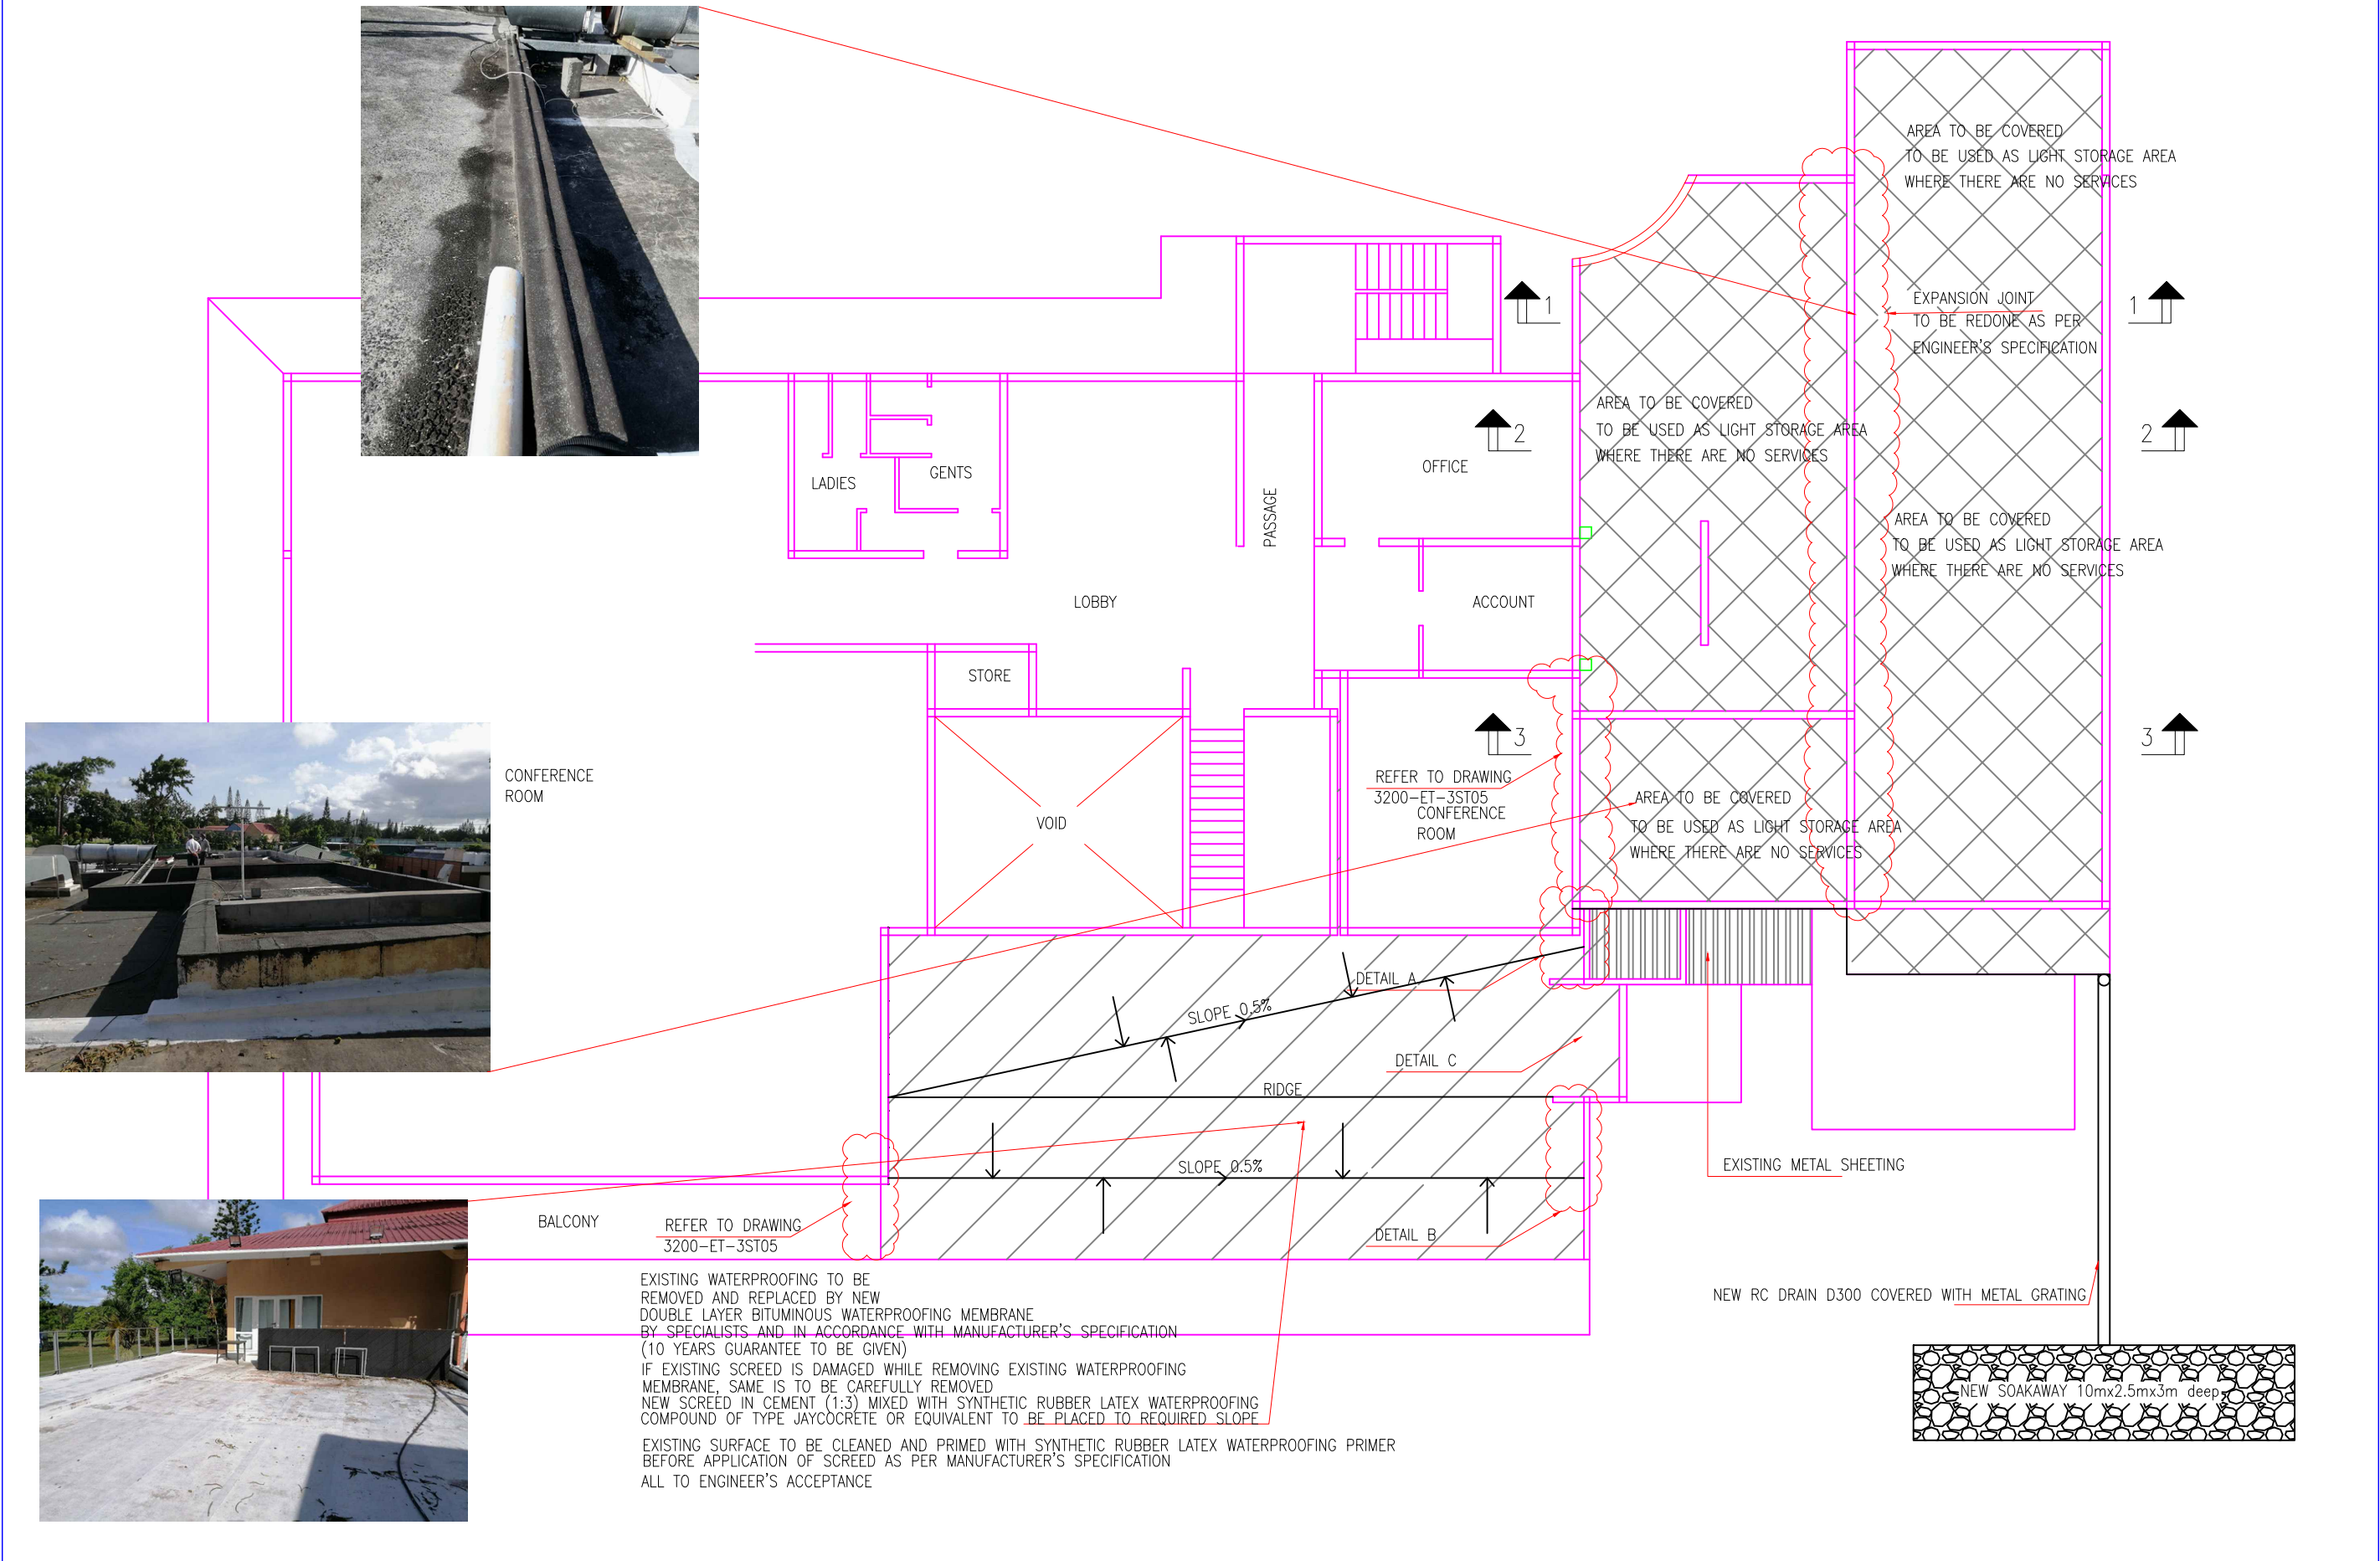 AREA TO BE COVERED
TO BE USED AS LIGHT STORAGE AREA
WHERE THERE ARE NO SERVICES
1
1
EXPANSION JOINT
TO BE REDONE AS PER
ENGINEER'S SPECIFICATION
AREA TO BE COVERED
TO BE USED AS LIGHT STORAGE AREA
WHERE THERE ARE NO SERVICES
2
2
LADIES
GENTS
PASSAGE
OFFICE
AREA TO BE COVERED
TO BE USED AS LIGHT STORAGE AREA
WHERE THERE ARE NO SERVICES
LOBBY
ACCOUNT
STORE
3
3
CONFERENCE
ROOM
VOID
REFER TO DRAWING
3200-ET-3ST05
CONFERENCE
ROOM
AREA TO BE COVERED
TO BE USED AS LIGHT STORAGE AREA
WHERE THERE ARE NO SERVICES
DETAIL A
SLOPE 0.5%
DETAIL C
RIDGE
SLOPE 0.5%
EXISTING METAL SHEETING
BALCONY
REFER TO DRAWING
3200-ET-3ST05
DETAIL B
EXISTING WATERPROOFING TO BE
REMOVED AND REPLACED BY NEW
DOUBLE LAYER BITUMINOUS WATERPROOFING MEMBRANE
BY SPECIALISTS AND IN ACCORDANCE WITH MANUFACTURER'S SPECIFICATION
(10 YEARS GUARANTEE TO BE GIVEN)
IF EXISTING SCREED IS DAMAGED WHILE REMOVING EXISTING WATERPROOFING
MEMBRANE, SAME IS TO BE CAREFULLY REMOVED
NEW SCREED IN CEMENT (1:3) MIXED WITH SYNTHETIC RUBBER LATEX WATERPROOFING
COMPOUND OF TYPE JAYCOCRETE OR EQUIVALENT TO BE PLACED TO REQUIRED SLOPE
EXISTING SURFACE TO BE CLEANED AND PRIMED WITH SYNTHETIC RUBBER LATEX WATERPROOFING PRIMER
BEFORE APPLICATION OF SCREED AS PER MANUFACTURER'S SPECIFICATION
ALL TO ENGINEER'S ACCEPTANCE
NEW RC DRAIN D300 COVERED WITH METAL GRATING
NEW SOAKAWAY 10mx2.5mx3m deep